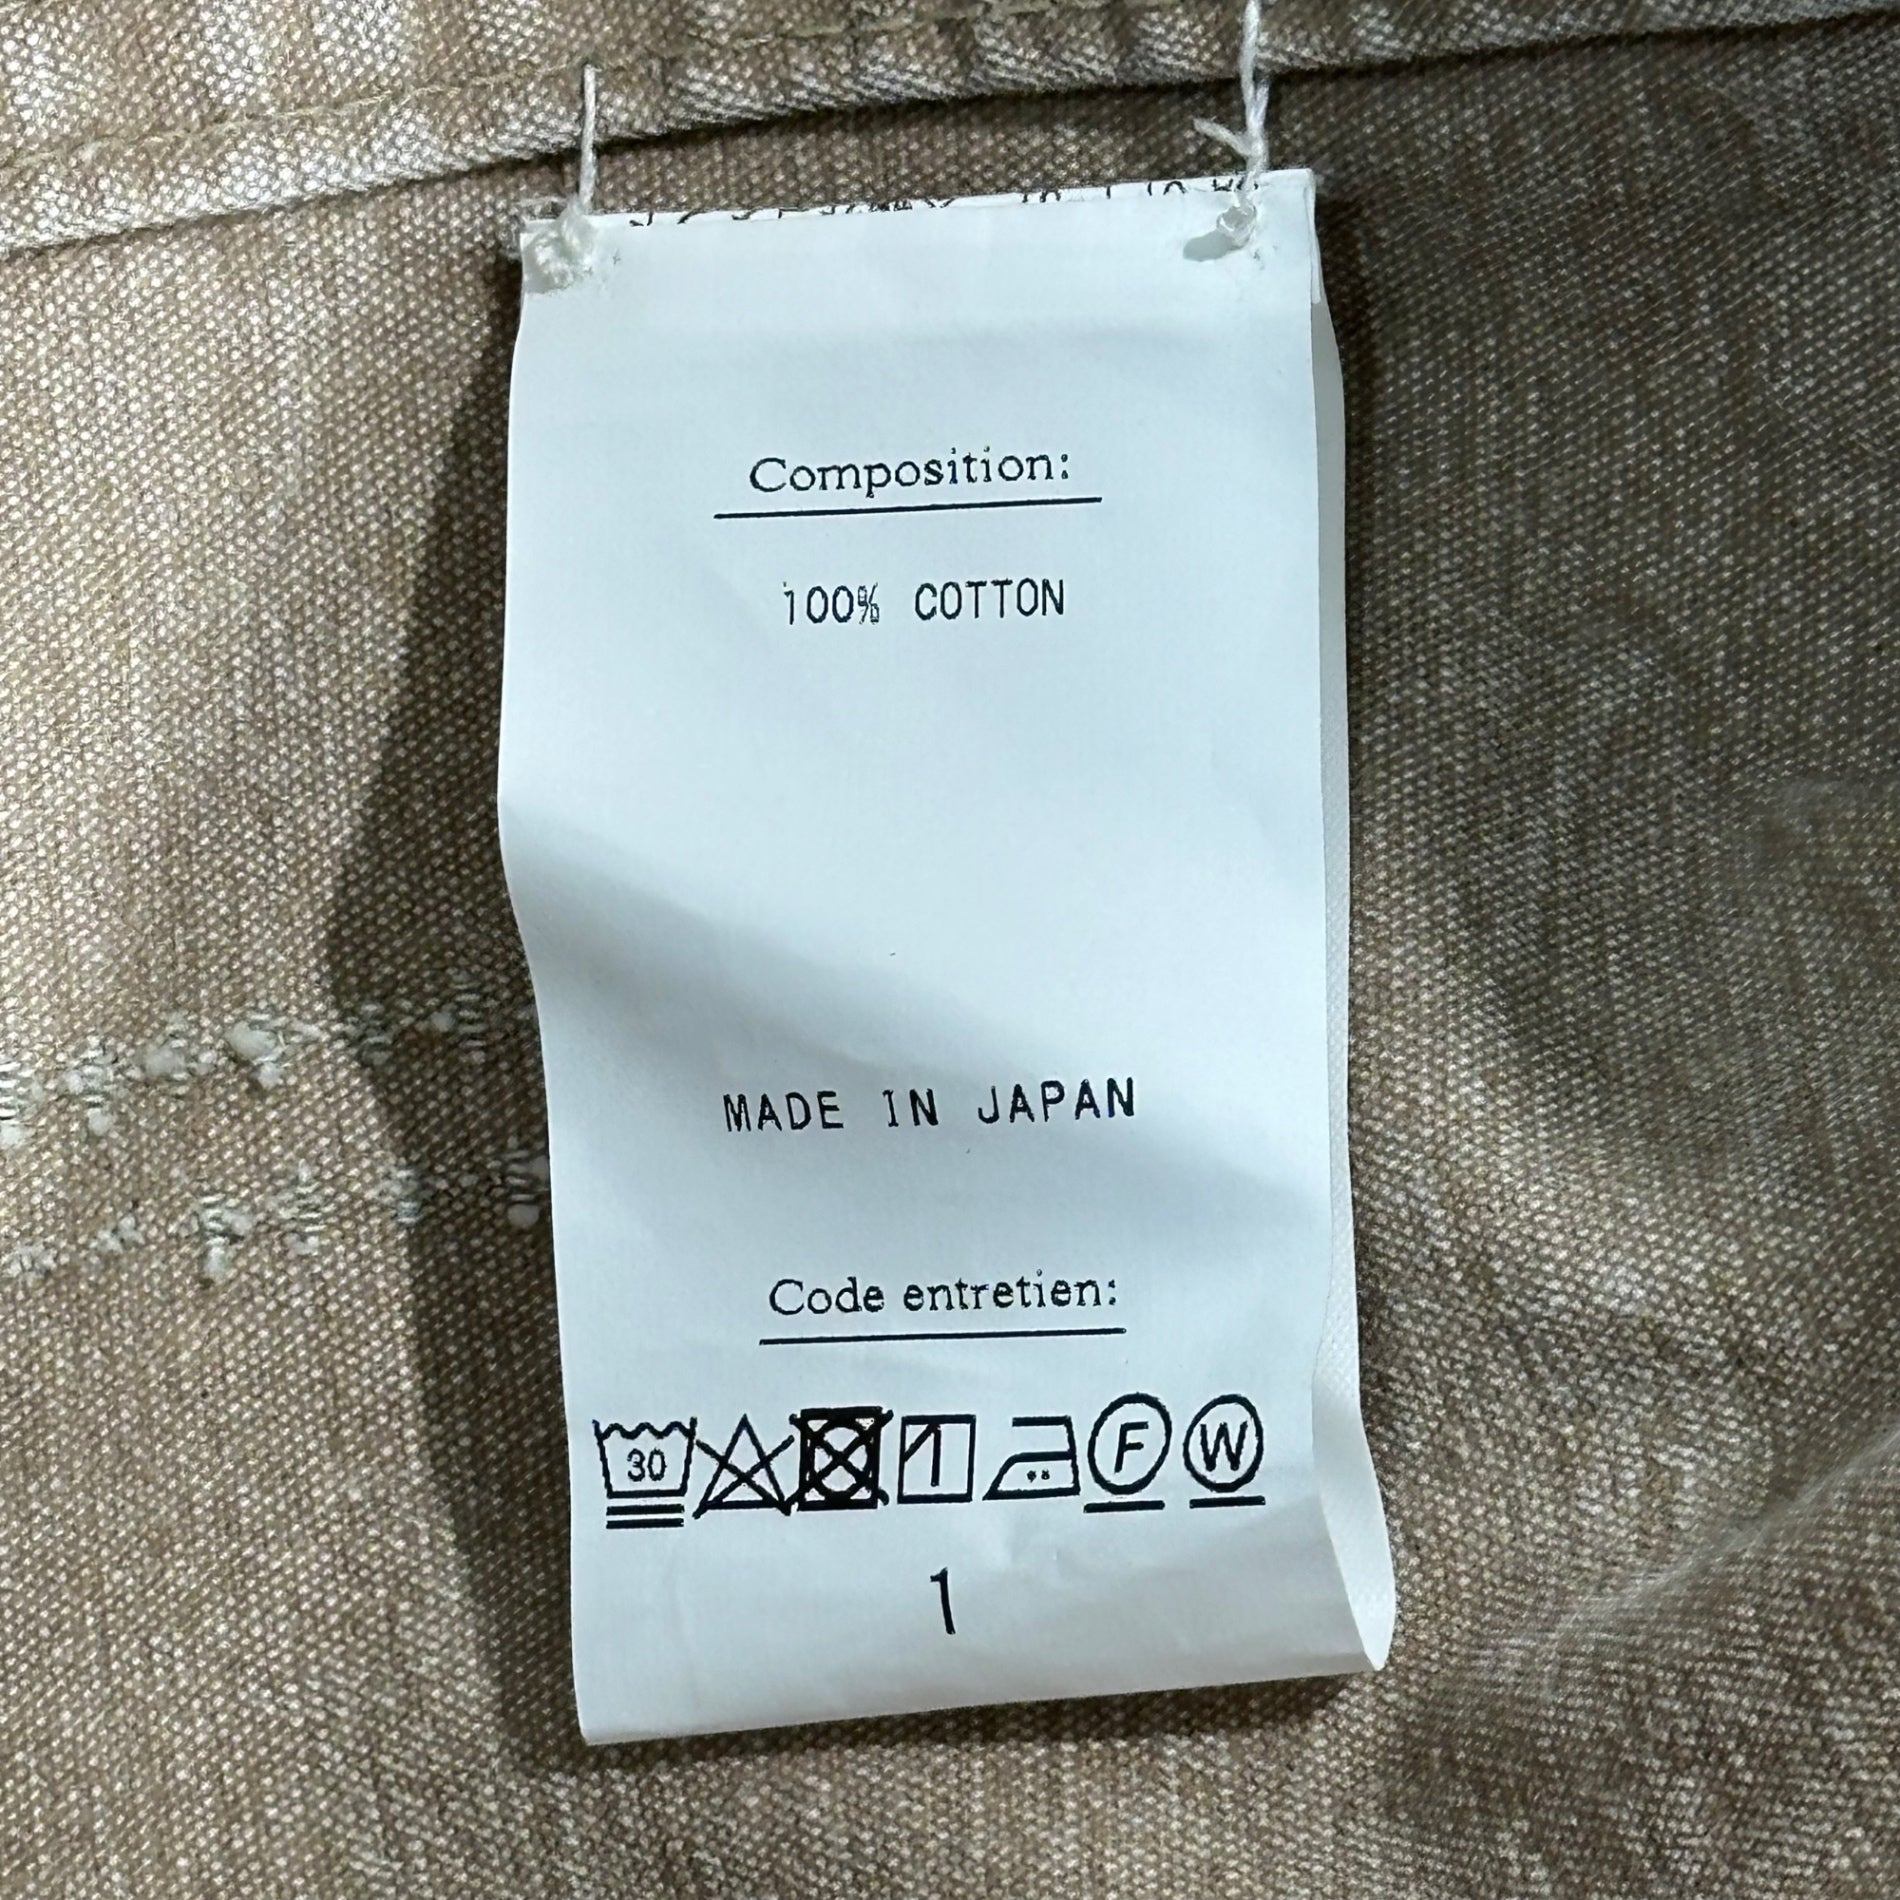 Composition:
100% COTTON
MADE IN JAPAN
Code entretien:
30 F W
1